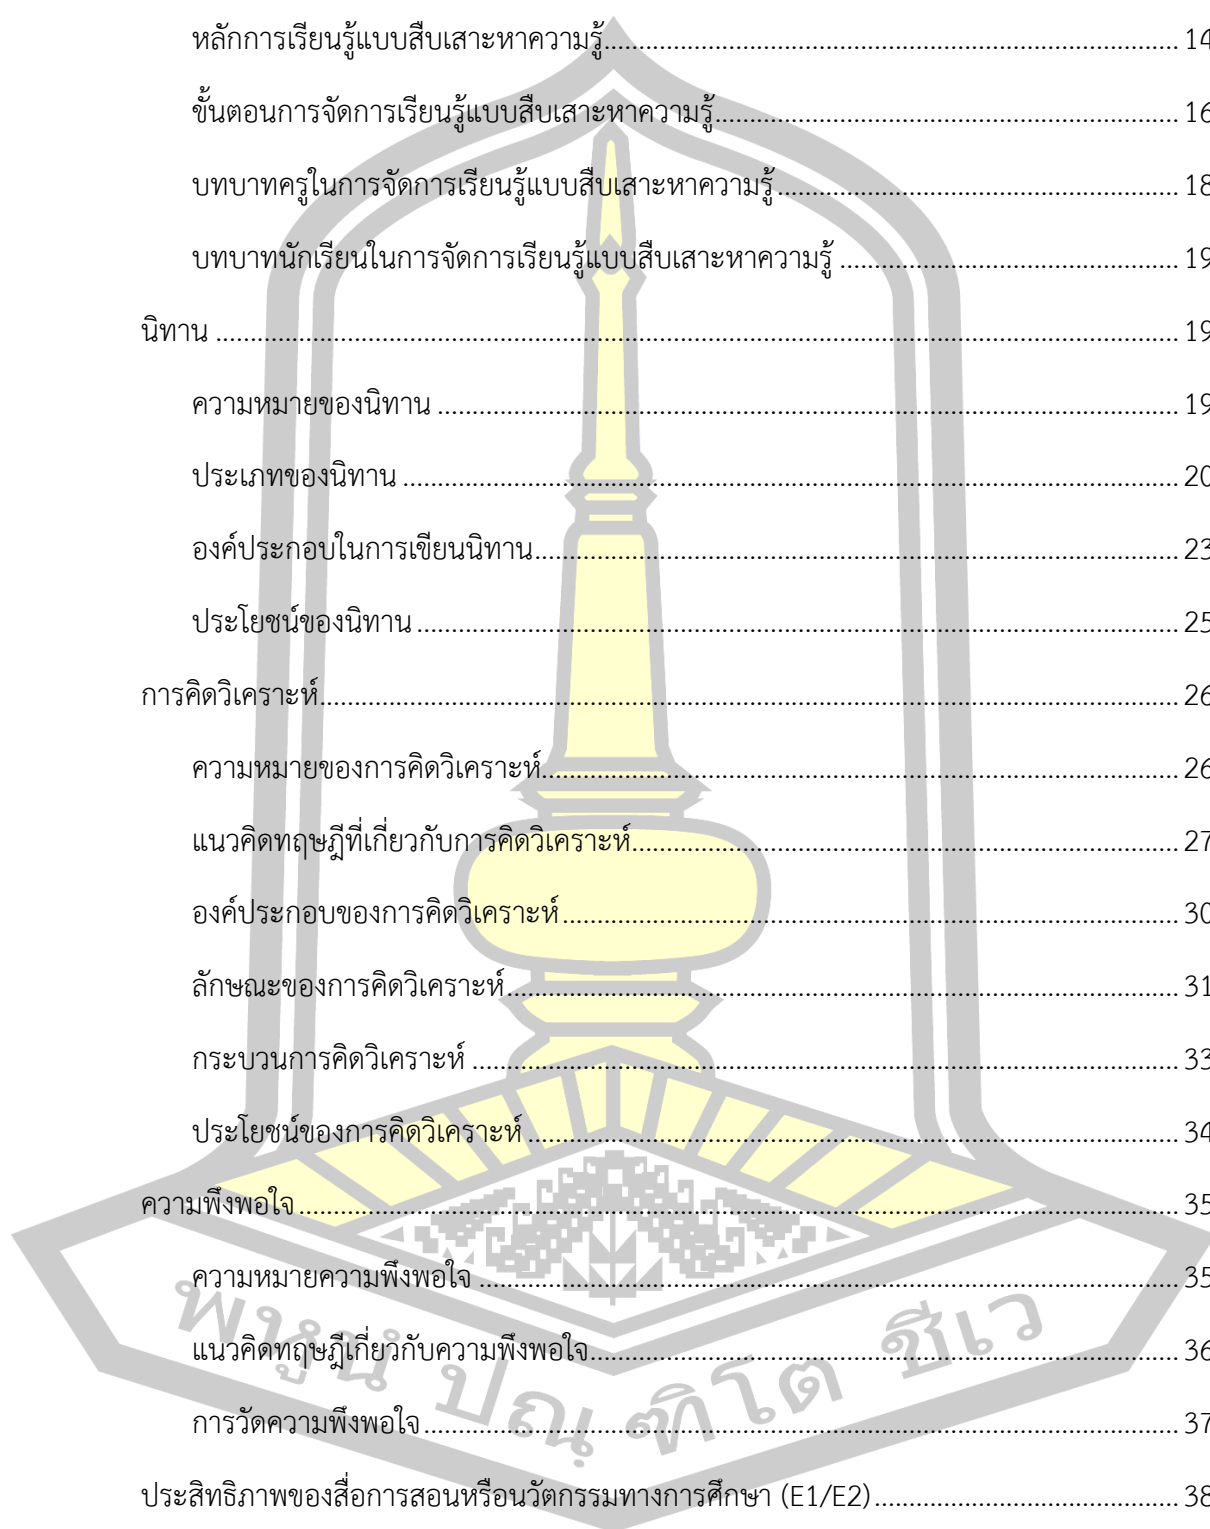 หลักการเรียนรู้แบบสืบเสาะหาความรู้ 14
ขั้นตอนการจัดการเรียนรู้แบบสืบเสาะหาความรู้ 16
บทบาทครูในการจัดการเรียนรู้แบบสืบเสาะหาความรู้ 18
บทบาทนักเรียนในการจัดการเรียนรู้แบบสืบเสาะหาความรู้ 19
นิทาน 19
ความหมายของนิทาน 19
ประเภทของนิทาน 20
องค์ประกอบในการเขียนนิทาน 23
ประโยชน์ของนิทาน 25
การคิดวิเคราะห์ 26
ความหมายของการคิดวิเคราะห์ 26
แนวคิดทฤษฎีที่เกี่ยวกับการคิดวิเคราะห์ 27
องค์ประกอบของการคิดวิเคราะห์ 30
ลักษณะของการคิดวิเคราะห์ 31
กระบวนการคิดวิเคราะห์ 33
ประโยชน์ของการคิดวิเคราะห์ 34
ความพึงพอใจ 35
ความหมายความพึงพอใจ 35
แนวคิดทฤษฎีเกี่ยวกับความพึงพอใจ 36
การวัดความพึงพอใจ 37
ประสิทธิภาพของสื่อการสอนหรือนวัตกรรมทางการศึกษา (E1/E2) 38
พหูนํ ปณฺฑิโต ชีเว